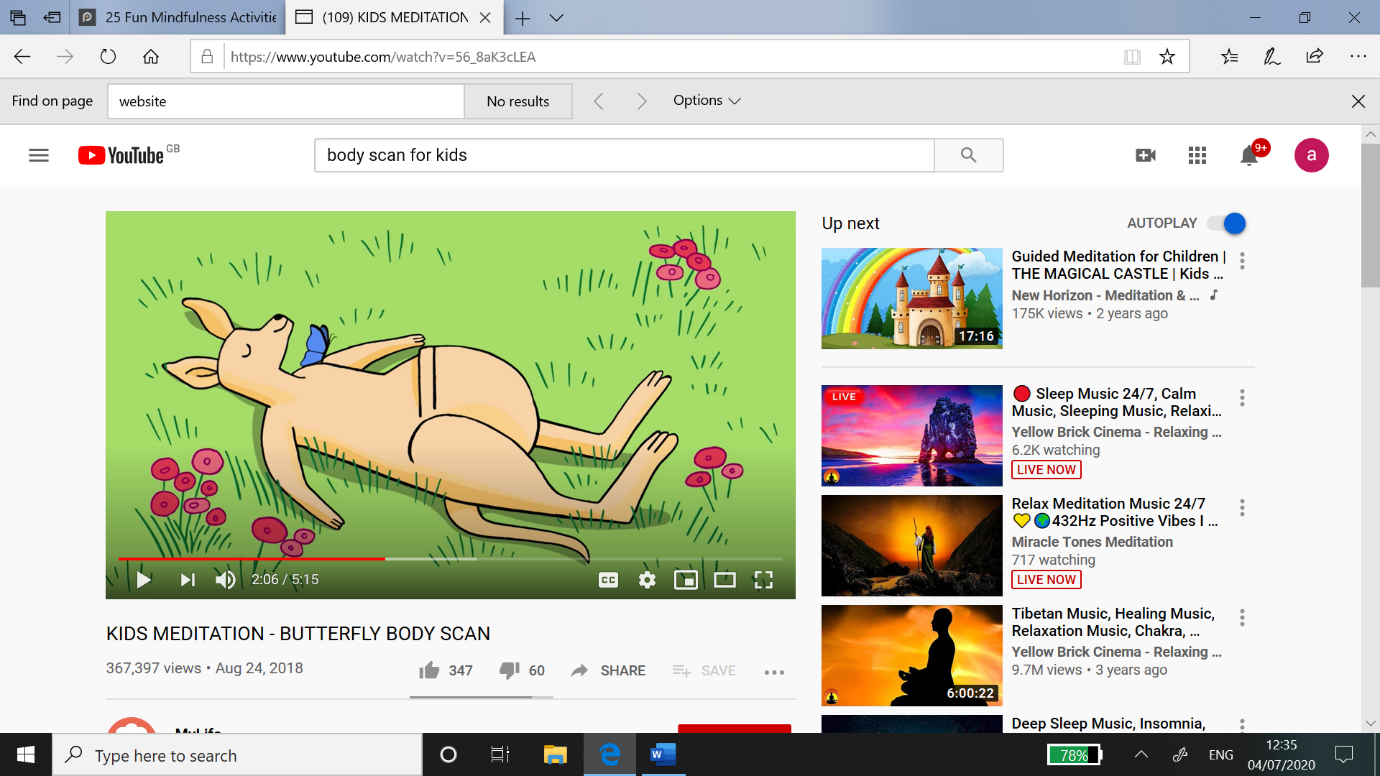 25 Fun Mindfulness Activitie
(109) KIDS MEDITATION
https://www.youtube.com/watch?v=56_8aK3cLEA
Find on page
website
No results
Options
YouTube GB
body scan for kids
9+
a
Up next
AUTOPLAY
Guided Meditation for Children |
THE MAGICAL CASTLE | Kids ...
New Horizon - Meditation & ...
175K views • 2 years ago
17:16
LIVE
Sleep Music 24/7, Calm
Music, Sleeping Music, Relaxi...
Yellow Brick Cinema - Relaxing ...
6.2K watching
LIVE NOW
Relax Meditation Music 24/7
432Hz Positive Vibes I ...
Miracle Tones Meditation
717 watching
LIVE NOW
Tibetan Music, Healing Music,
Relaxation Music, Chakra, ...
Yellow Brick Cinema - Relaxing ...
9.7M views • 3 years ago
6:00:22
Deep Sleep Music, Insomnia,
2:06 / 5:15
CC
KIDS MEDITATION - BUTTERFLY BODY SCAN
367,397 views • Aug 24, 2018
347
60
SHARE
SAVE
MyLife
Type here to search
78%
ENG
12:35
04/07/2020